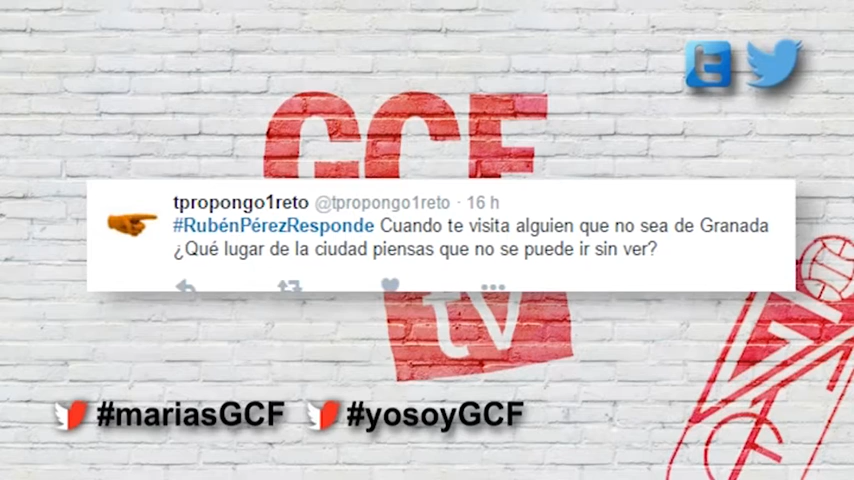 GCF
tpropongo1reto @tpropongo1reto · 16 h
#RubénPérezResponde Cuando te visita alguien que no sea de Granada
¿Qué lugar de la ciudad piensas que no se puede ir sin ver?
tv
#mariasGCF #yosoyGCF